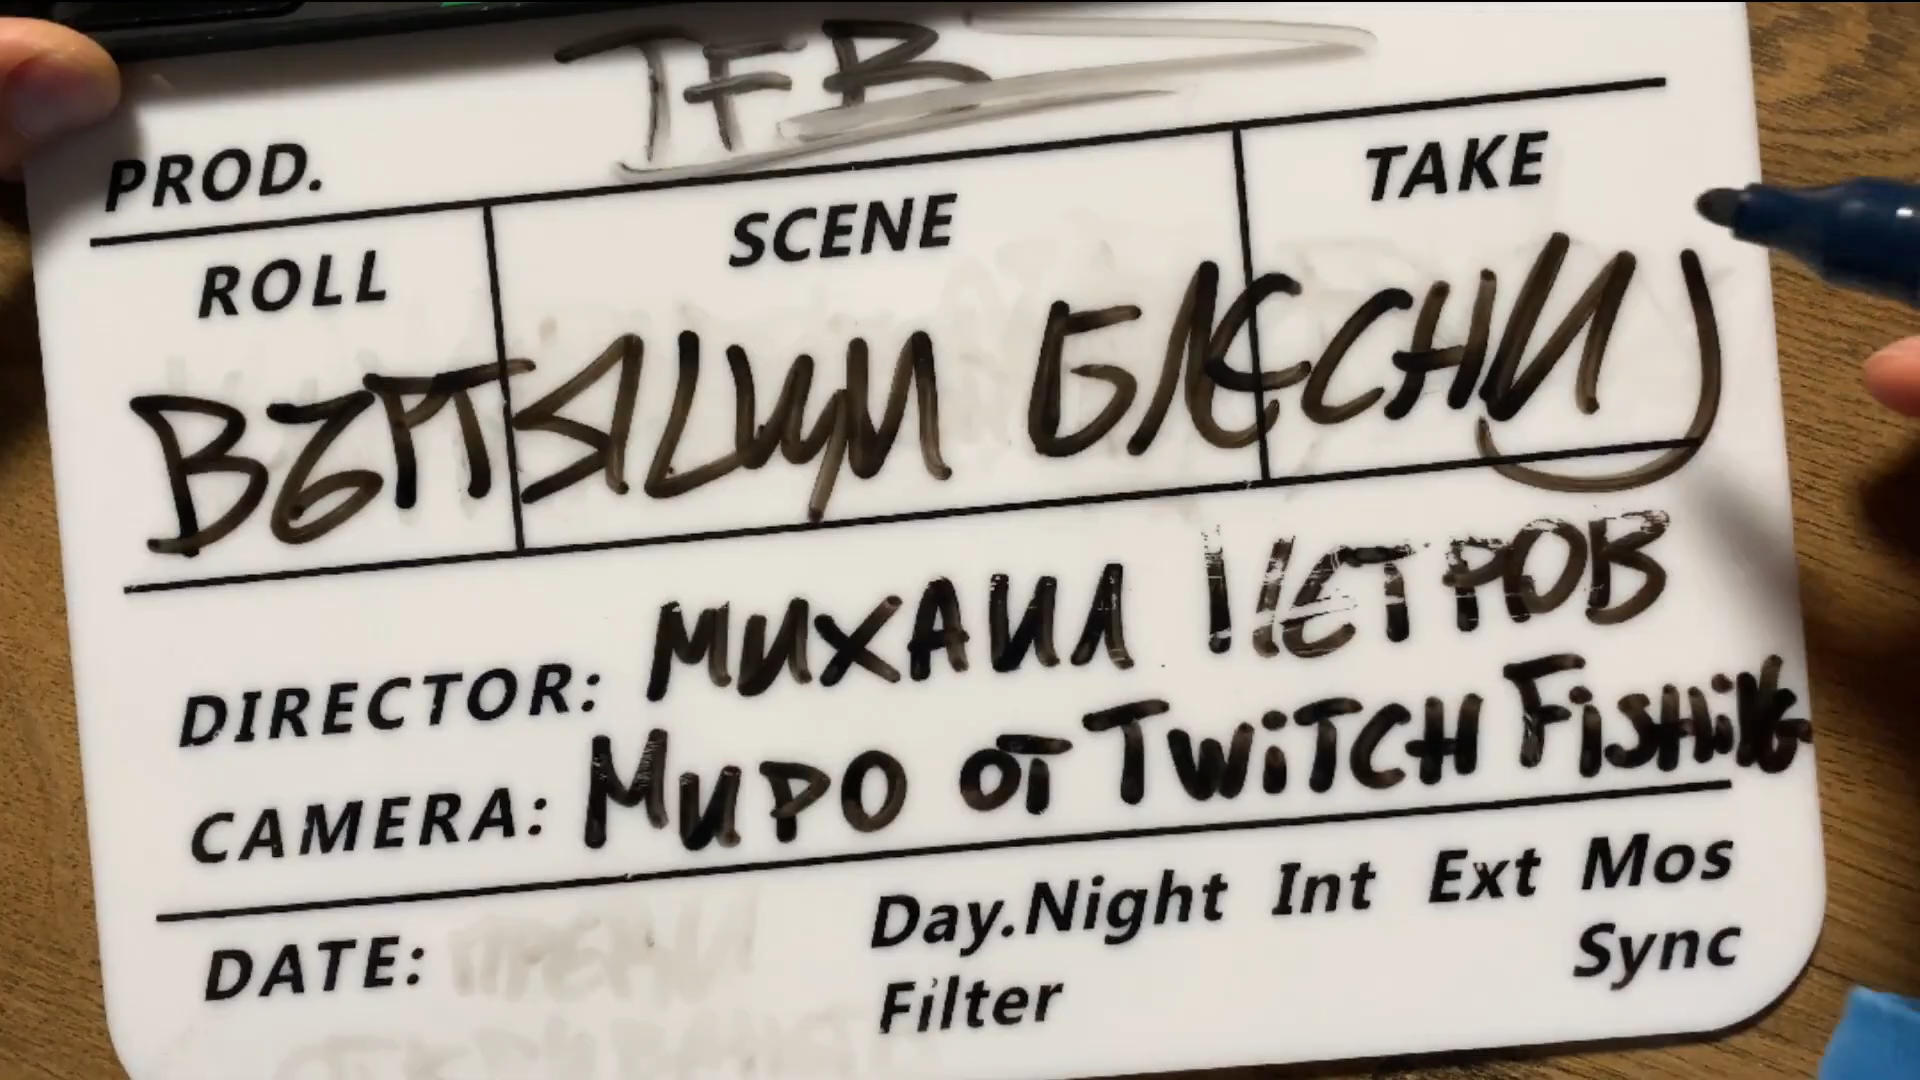 TFB
PROD.
ROLL SCENE TAKE
ВЪРТЯЩИ БЛЕСНИ
DIRECTOR: МИХАИЛ ПЕТРОВ
CAMERA: МИРО ОТ TWiTCH FiSHiNG
DATE: Day.Night Int Ext Mos
Filter Sync